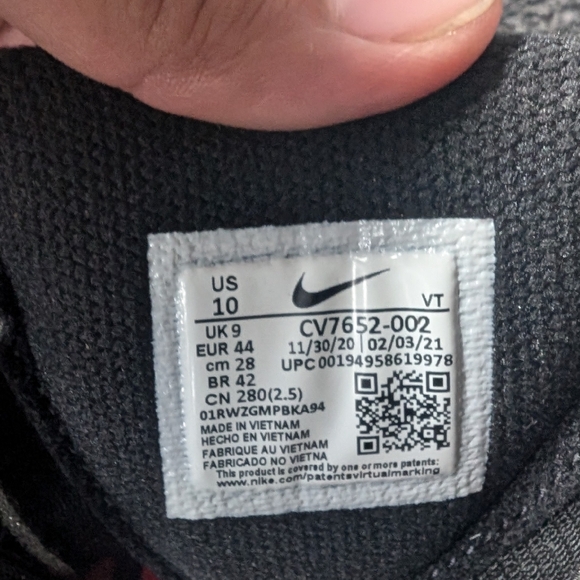 US
10
VT
UK 9
CV7652-002
EUR 44
11/30/20 02/03/21
cm 28
UPC 00194958619978
BR 42
CN 280(2.5)
01RWZGMPBKA94
MADE IN VIETNAM
HECHO EN VIETNAM
FABRIQUE AU VIETNAM
FABRICADO NO VIETNA
This product is covered by one or more patents:
www.nike.com/patentsvirtualmarking